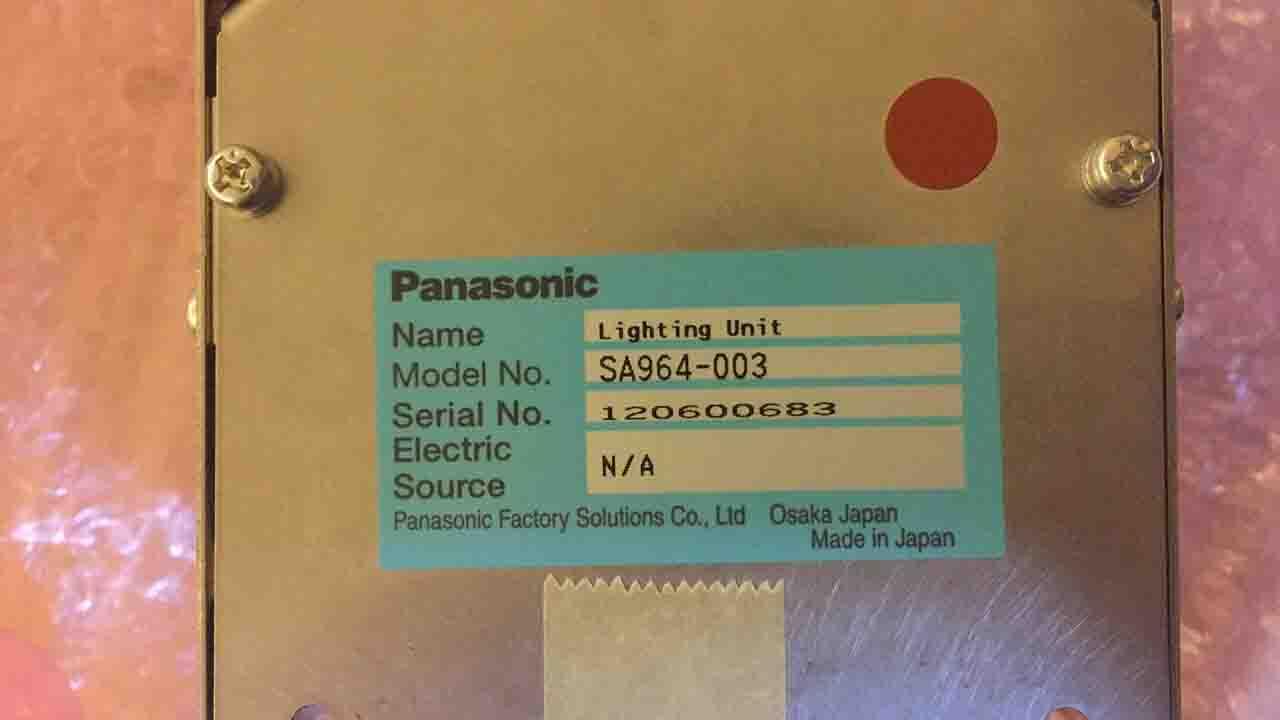 Panasonic
Name Lighting Unit
Model No. SA964-003
Serial No. 120600683
Electric
Source N/A
Panasonic Factory Solutions Co., Ltd Osaka Japan
Made in Japan